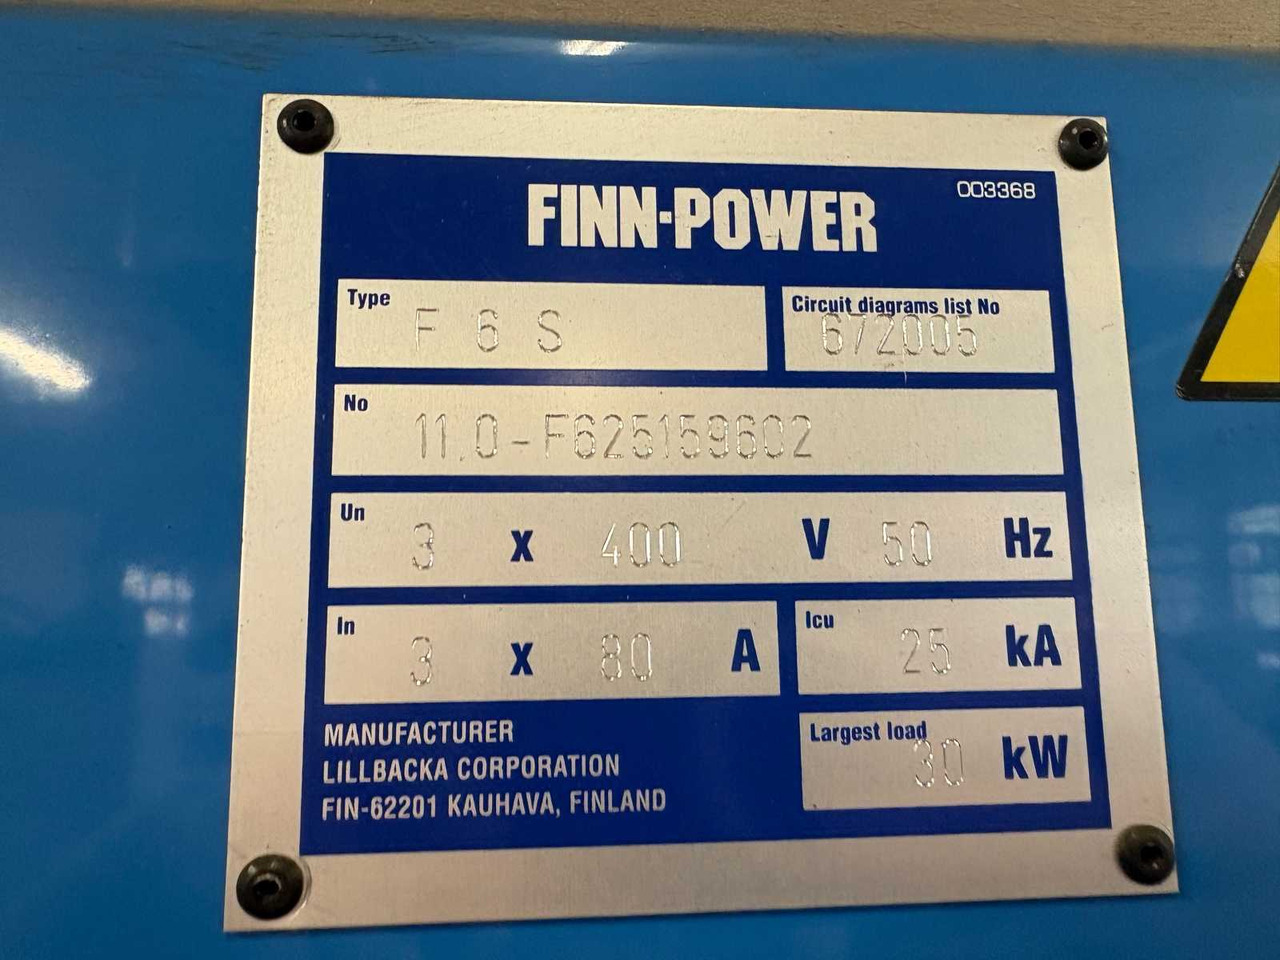 FINN-POWER
003368
Type F 6 S
Circuit diagrams list No 672005
No 11.0-F625159602
Un 3 x 400 V 50 Hz
In 3 x 80 A
Icu 25 kA
Largest load 30 kW
MANUFACTURER
LILLBACKA CORPORATION
FIN-62201 KAUHAVA, FINLAND